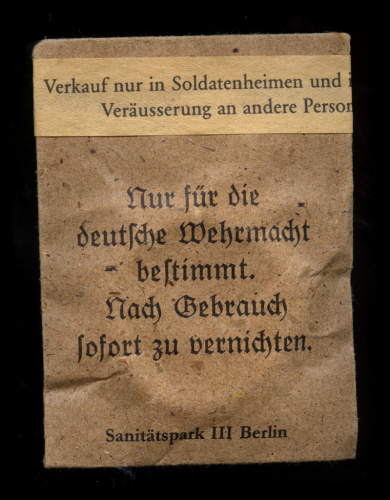 Verkauf nur in Soldatenheimen und
Veräusserung an andere Person
Nur für die
deutsche Wehrmacht
bestimmt.
Nach Gebrauch
sofort zu vernichten.
Sanitätspark III Berlin